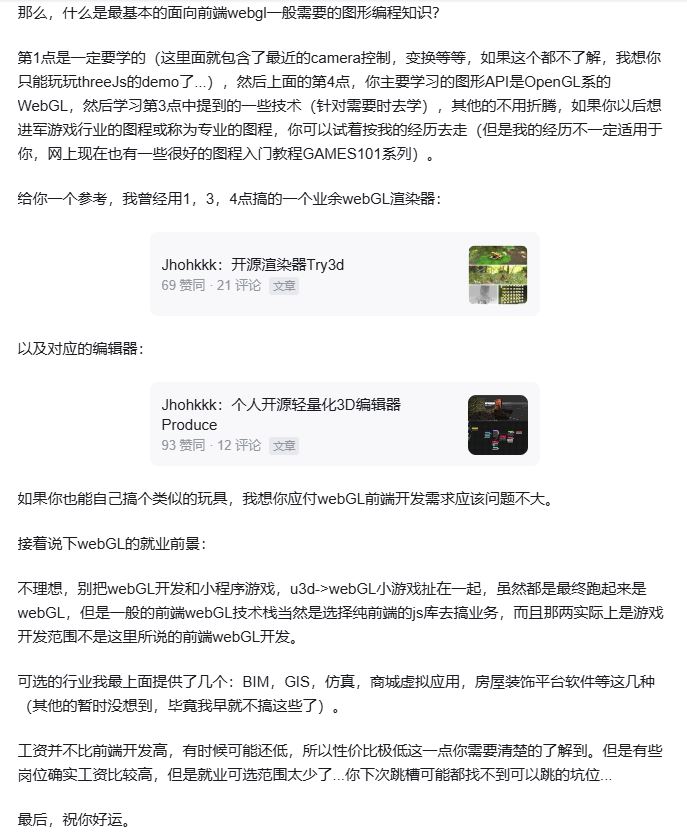 那么，什么是最基本的面向前端webgl一般需要的图形编程知识？
第1点是一定要学的（这里面就包含了最近的camera控制，变换等等，如果这个都不了解，我想你
只能玩玩threeJs的demo了...），然后上面的第4点，你主要学习的图形API是OpenGL系的
WebGL，然后学习第3点中提到的一些技术（针对需要时去学），其他的不用折腾，如果你以后想
进军游戏行业的图程或称为专业的图程，你可以试着按我的经历去走（但是我的经历不一定适用于
你，网上现在也有一些很好的图程入门教程GAMES101系列）。
给你一个参考，我曾经用1，3，4点搞的一个业余webGL渲染器：
Jhohkkk：开源渲染器Try3d
69 赞同 · 21 评论 文章
以及对应的编辑器：
Jhohkkk：个人开源轻量化3D编辑器
Produce
93 赞同 · 12 评论 文章
如果你也能自己搞个类似的玩具，我想你应付webGL前端开发需求应该问题不大。
接着说下webGL的就业前景：
不理想，别把webGL开发和小程序游戏，u3d->webGL小游戏扯在一起，虽然都是最终跑起来是
webGL，但是一般的前端webGL技术栈当然是选择纯前端的js库去搞业务，而且那两实际上是游戏
开发范围不是这里所说的前端webGL开发。
可选的行业我最上面提供了几个：BIM，GIS，仿真，商城虚拟应用，房屋装饰平台软件等这几种
（其他的暂时没想到，毕竟我早就不搞这些了）。
工资并不比前端开发高，有时候可能还低，所以性价比极低这一点你需要清楚的了解到。但是有些
岗位确实工资比较高，但是就业可选范围太少了...你下次跳槽可能都找不到可以跳的坑位...
最后，祝你好运。